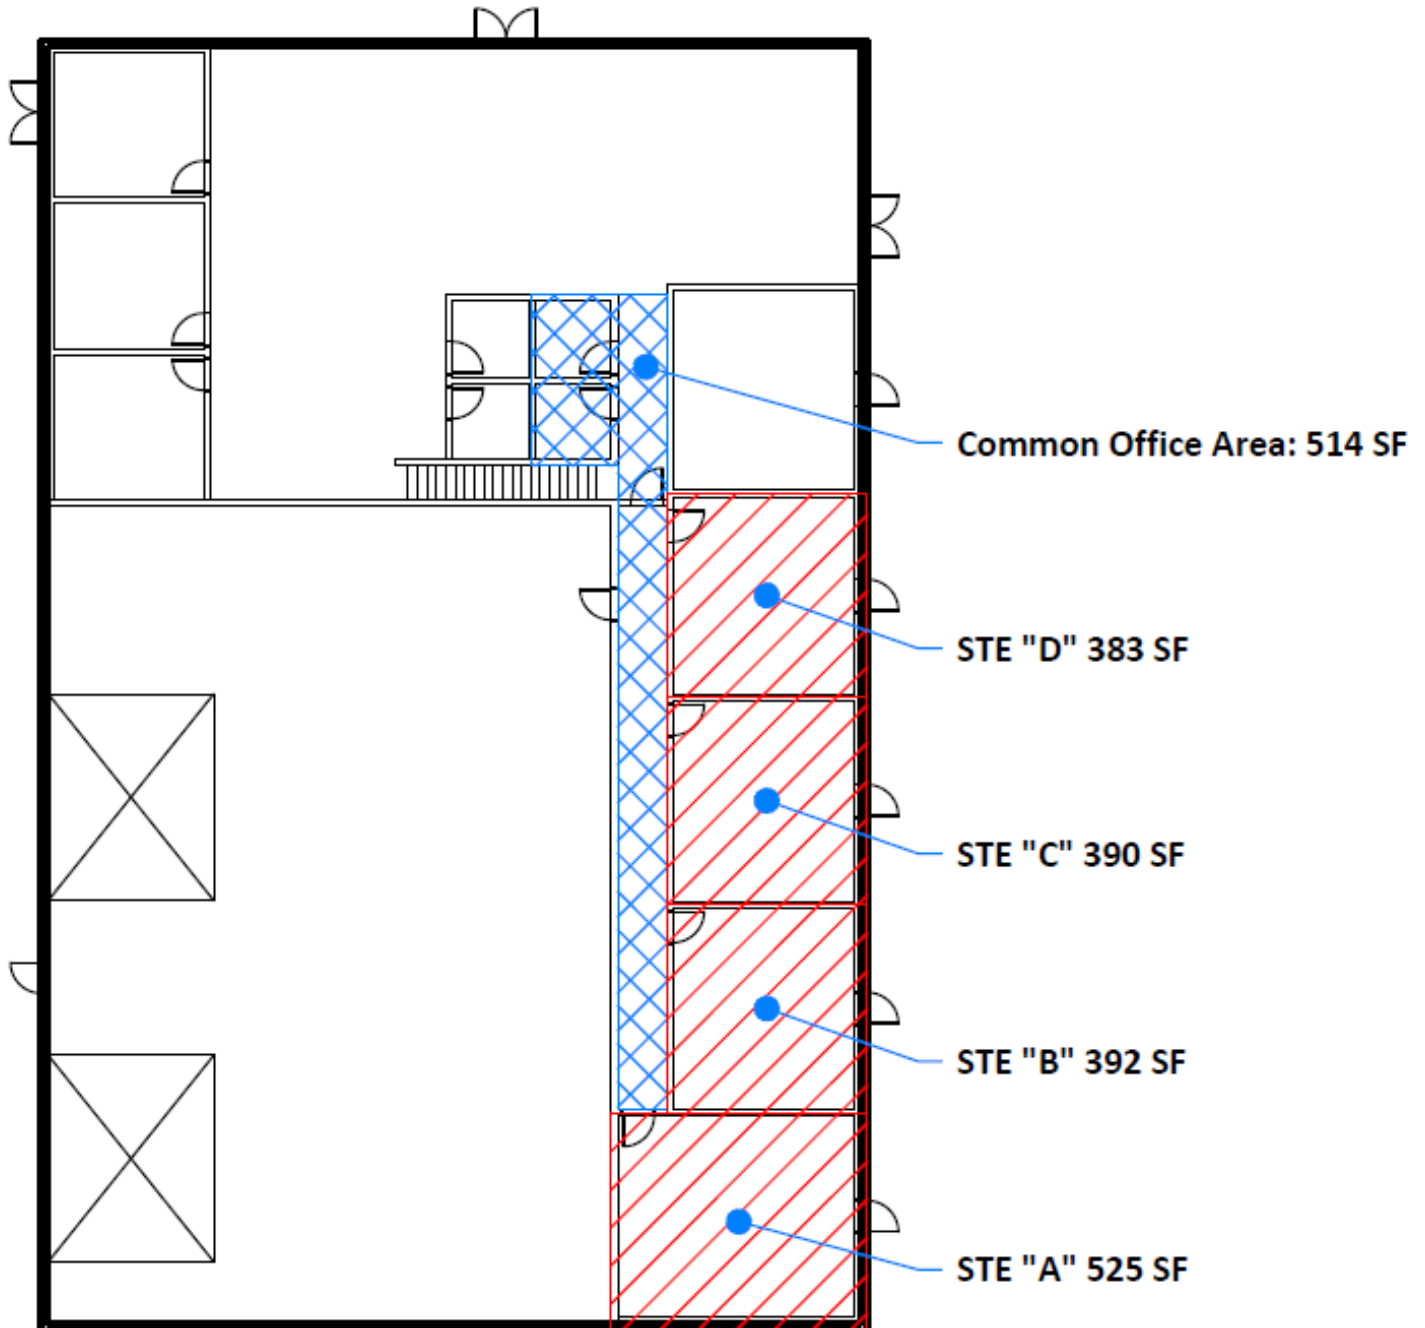 Common Office Area: 514 SF
STE "D" 383 SF
STE "C" 390 SF
STE "B" 392 SF
STE "A" 525 SF